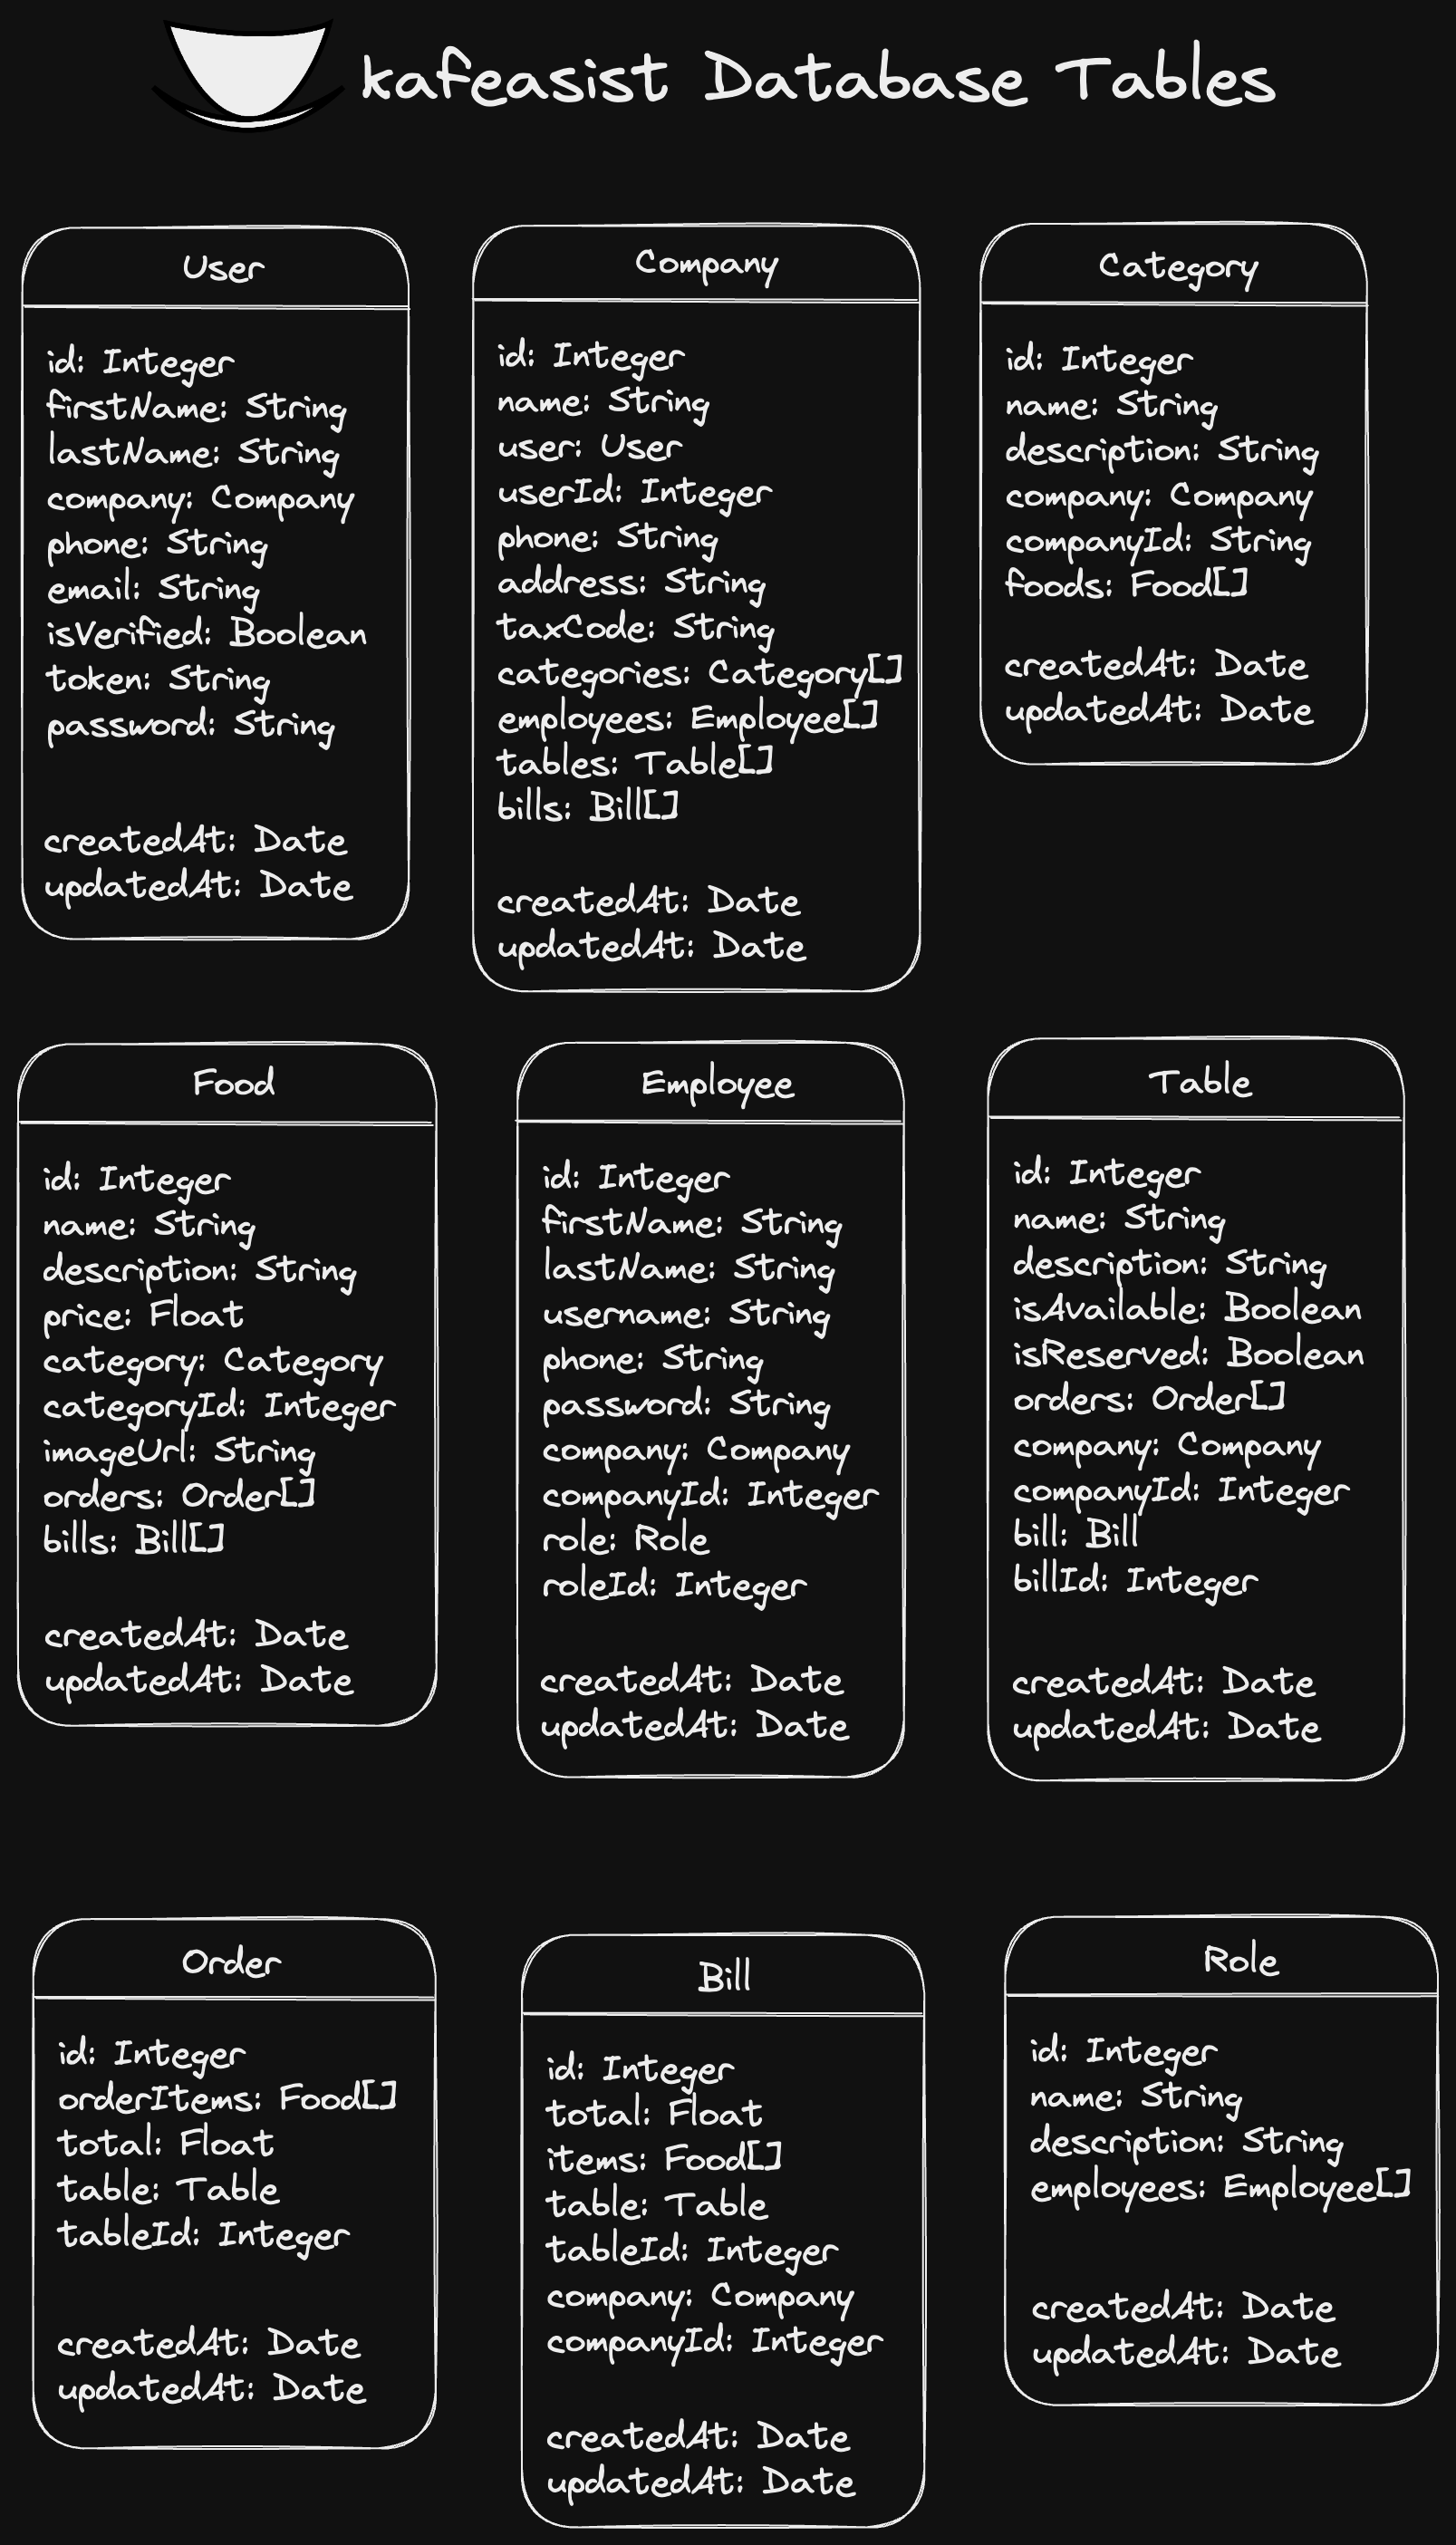 kafeasist Database Tables
User
id: Integer
firstName: String
lastName: String
company: Company
phone: String
email: String
isVerified: Boolean
token: String
password: String
createdAt: Date
updatedAt: Date
Company
id: Integer
name: String
user: User
userId: Integer
phone: String
address: String
taxCode: String
categories: Category[]
employees: Employee[]
tables: Table[]
bills: Bill[]
createdAt: Date
updatedAt: Date
Category
id: Integer
name: String
description: String
company: Company
companyId: String
foods: Food[]
createdAt: Date
updatedAt: Date
Food
id: Integer
name: String
description: String
price: Float
category: Category
categoryId: Integer
imageUrl: String
orders: Order[]
bills: Bill[]
createdAt: Date
updatedAt: Date
Employee
id: Integer
firstName: String
lastName: String
username: String
phone: String
password: String
company: Company
companyId: Integer
role: Role
roleId: Integer
createdAt: Date
updatedAt: Date
Table
id: Integer
name: String
description: String
isAvailable: Boolean
isReserved: Boolean
orders: Order[]
company: Company
companyId: Integer
bill: Bill
billId: Integer
createdAt: Date
updatedAt: Date
Order
id: Integer
orderItems: Food[]
total: Float
table: Table
tableId: Integer
createdAt: Date
updatedAt: Date
Bill
id: Integer
total: Float
items: Food[]
table: Table
tableId: Integer
company: Company
companyId: Integer
createdAt: Date
updatedAt: Date
Role
id: Integer
name: String
description: String
employees: Employee[]
createdAt: Date
updatedAt: Date